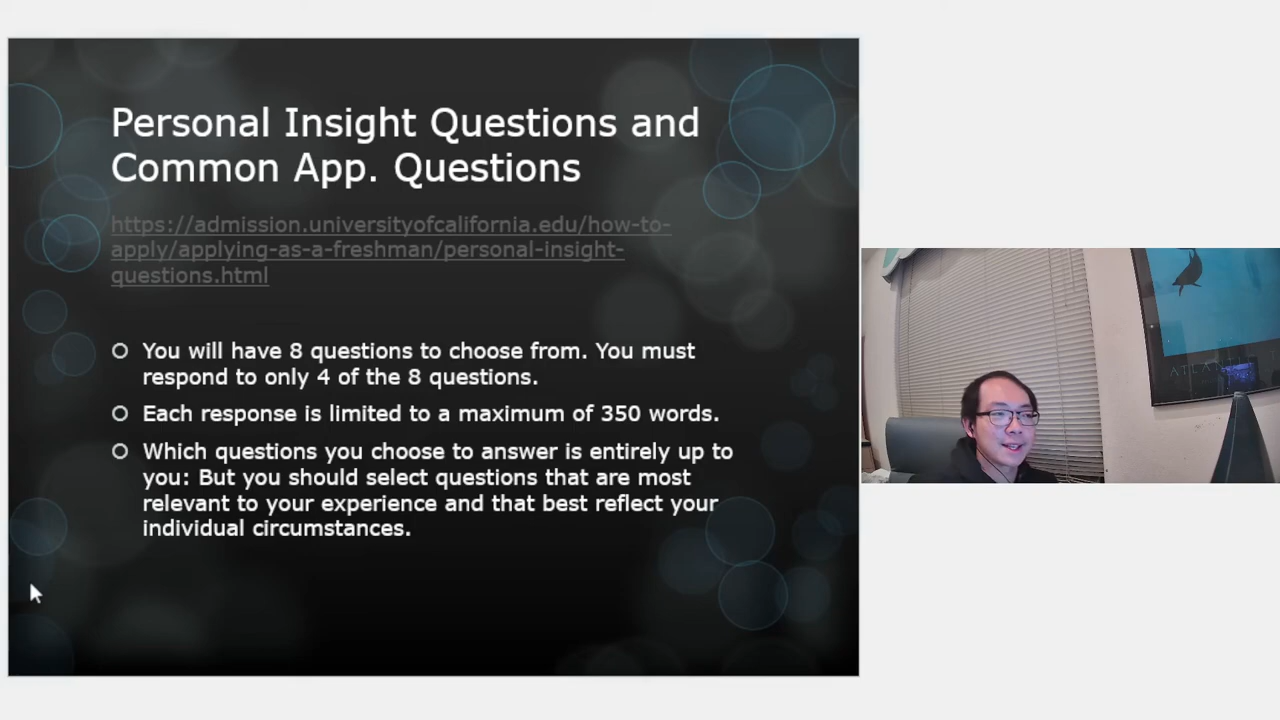 Personal Insight Questions and
Common App. Questions
https://admission.universityofcalifornia.edu/how-to-
apply/applying-as-a-freshman/personal-insight-
questions.html
You will have 8 questions to choose from. You must
respond to only 4 of the 8 questions.
Each response is limited to a maximum of 350 words.
Which questions you choose to answer is entirely up to
you: But you should select questions that are most
relevant to your experience and that best reflect your
individual circumstances.